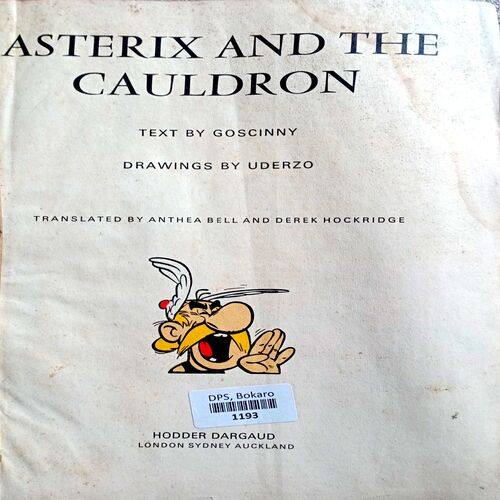 ASTERIX AND THE
CAULDRON
TEXT BY GOSCINNY
DRAWINGS BY UDERZO
TRANSLATED BY ANTHEA BELL AND DEREK HOCKRIDGE
DPS, Bokaro
1193
HODDER DARGAUD
LONDON SYDNEY AUCKLAND